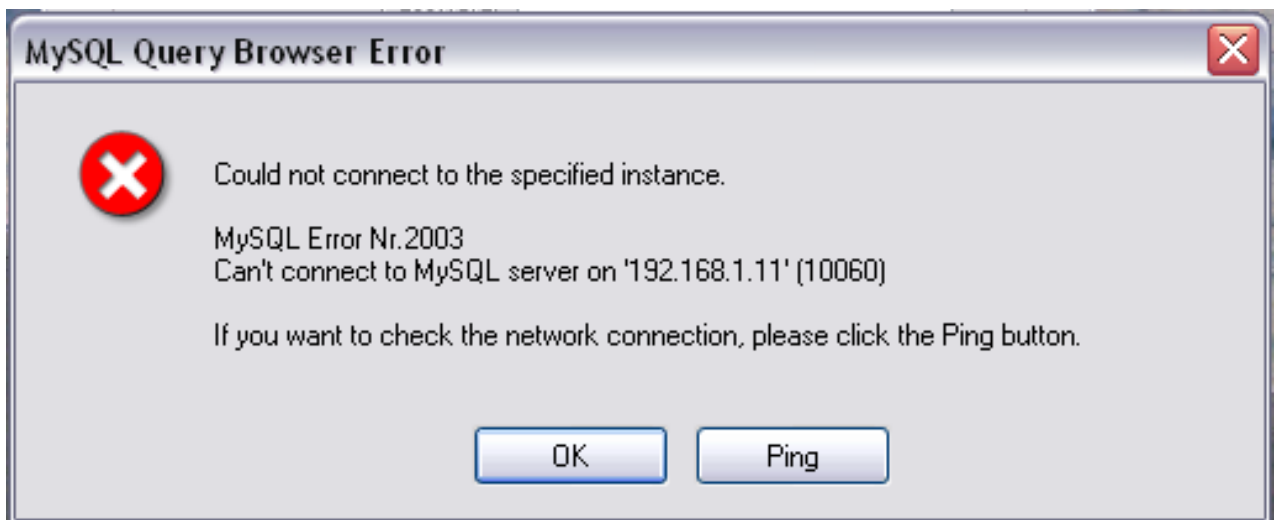 MySQL Query Browser Error
Could not connect to the specified instance.
MySQL Error Nr.2003
Can't connect to MySQL server on '192.168.1.11' (10060)
If you want to check the network connection, please click the Ping button.
OK
Ping